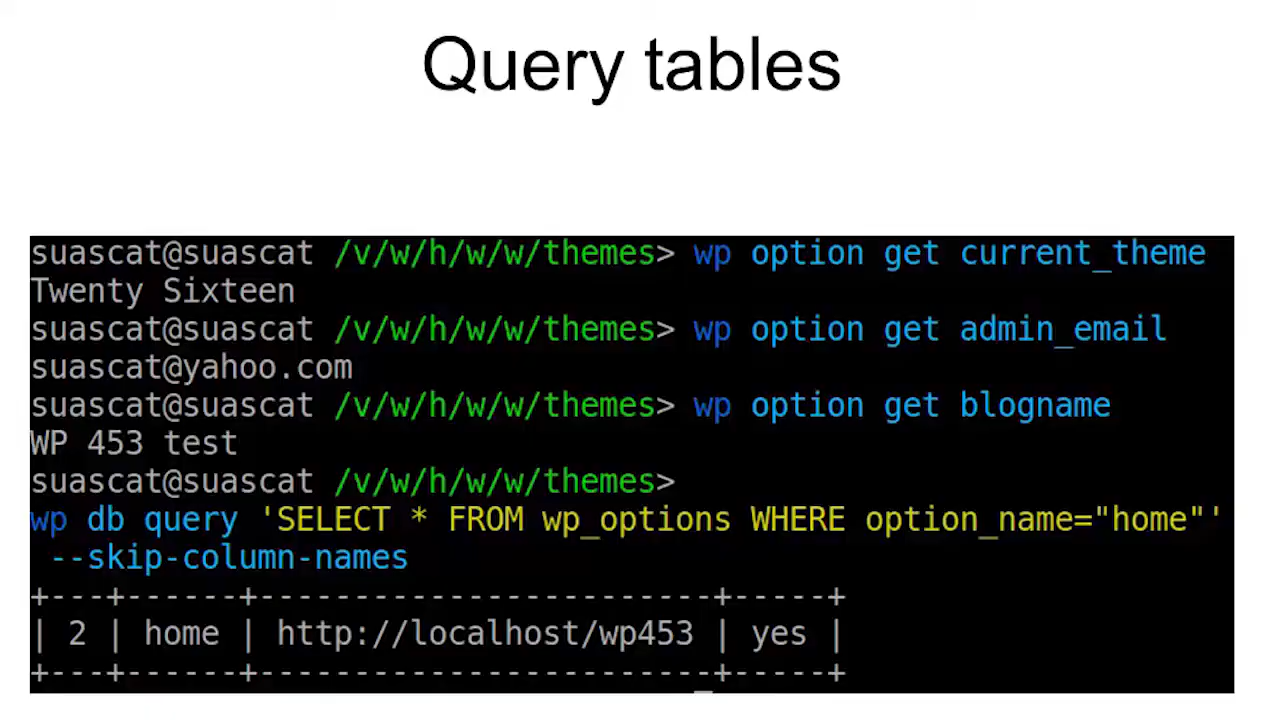 Query tables
suascat@suascat /v/w/h/w/w/themes> wp option get current_theme
Twenty Sixteen
suascat@suascat /v/w/h/w/w/themes> wp option get admin_email
suascat@yahoo.com
suascat@suascat /v/w/h/w/w/themes> wp option get blogname
WP 453 test
suascat@suascat /v/w/h/w/w/themes>
wp db query 'SELECT * FROM wp_options WHERE option_name="home"'
 --skip-column-names
+---+------+------------------------+-----+
| 2 | home | http://localhost/wp453 | yes |
+---+------+------------------------+-----+